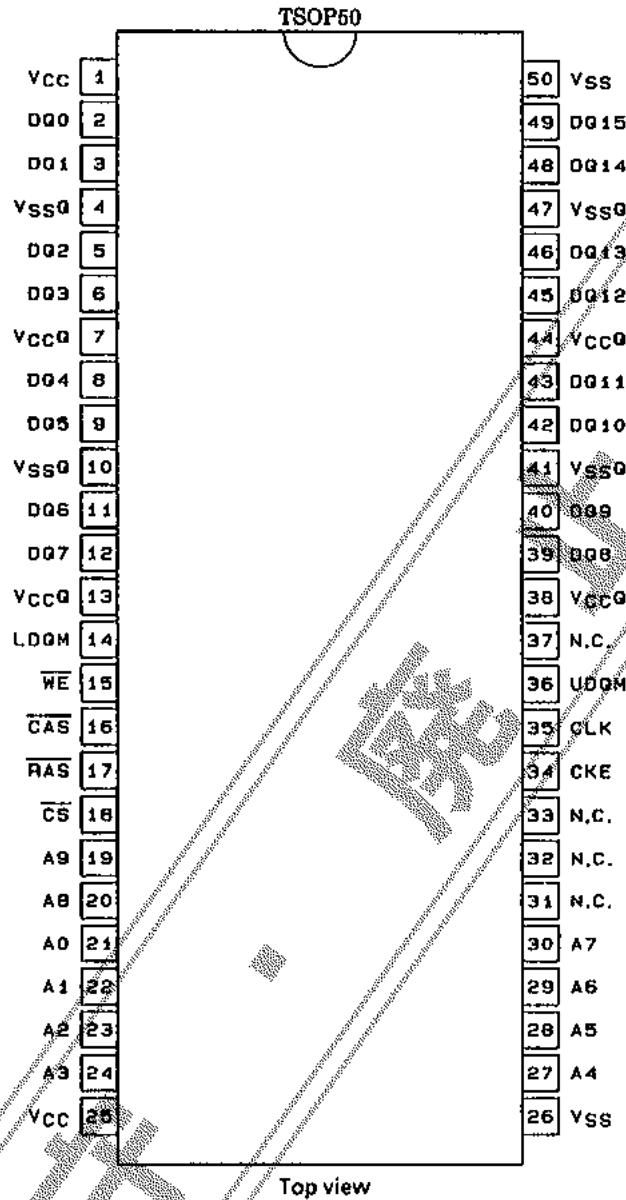 TSOP50
VCC 1 50 VSS
DQ0 2 49 DQ15
DQ1 3 48 DQ14
VSSQ 4 47 VSSQ
DQ2 5 46 DQ13
DQ3 6 45 DQ12
VCCQ 7 44 VCCQ
DQ4 8 43 DQ11
DQ5 9 42 DQ10
VSSQ 10 41 VSSQ
DQ6 11 40 DQ9
DQ7 12 39 DQ8
VCCQ 13 38 VCCQ
LDQM 14 37 N.C.
WE 15 36 UDQM
CAS 16 35 CLK
RAS 17 34 CKE
CS 18 33 N.C.
A9 19 32 N.C.
A8 20 31 N.C.
A0 21 30 A7
A1 22 29 A6
A2 23 28 A5
A3 24 27 A4
VCC 25 26 VSS
Top view